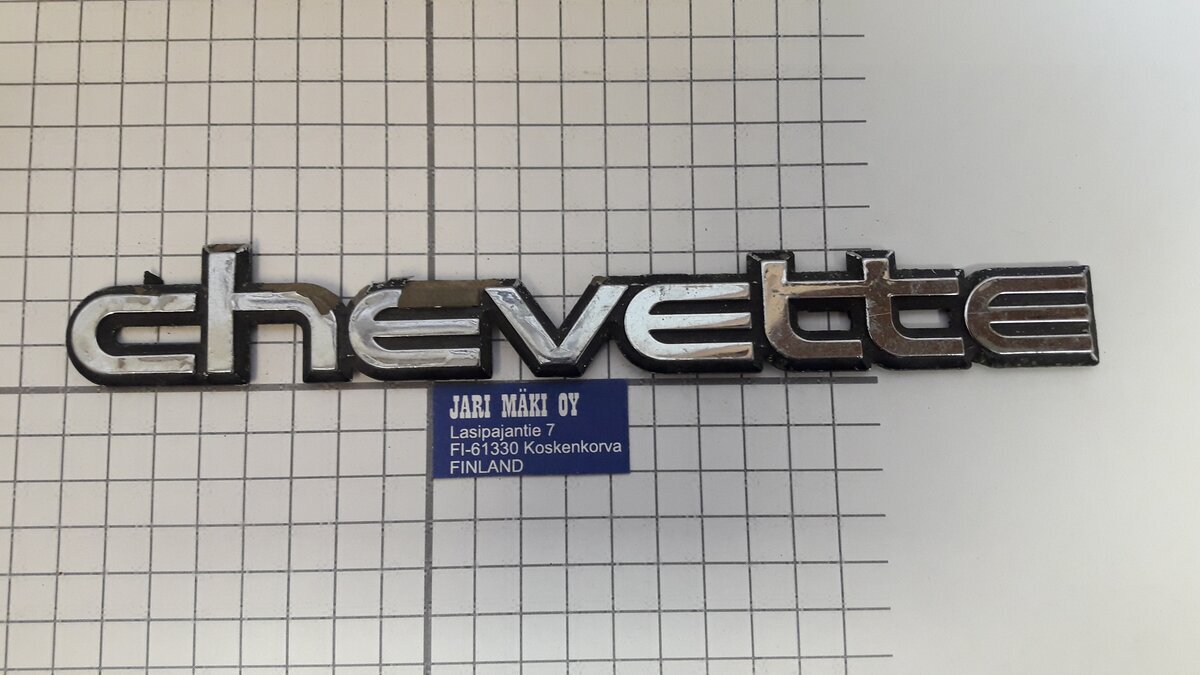 chevette
JARI MÄKI OY
Lasipajantie 7
FI-61330 Koskenkorva
FINLAND